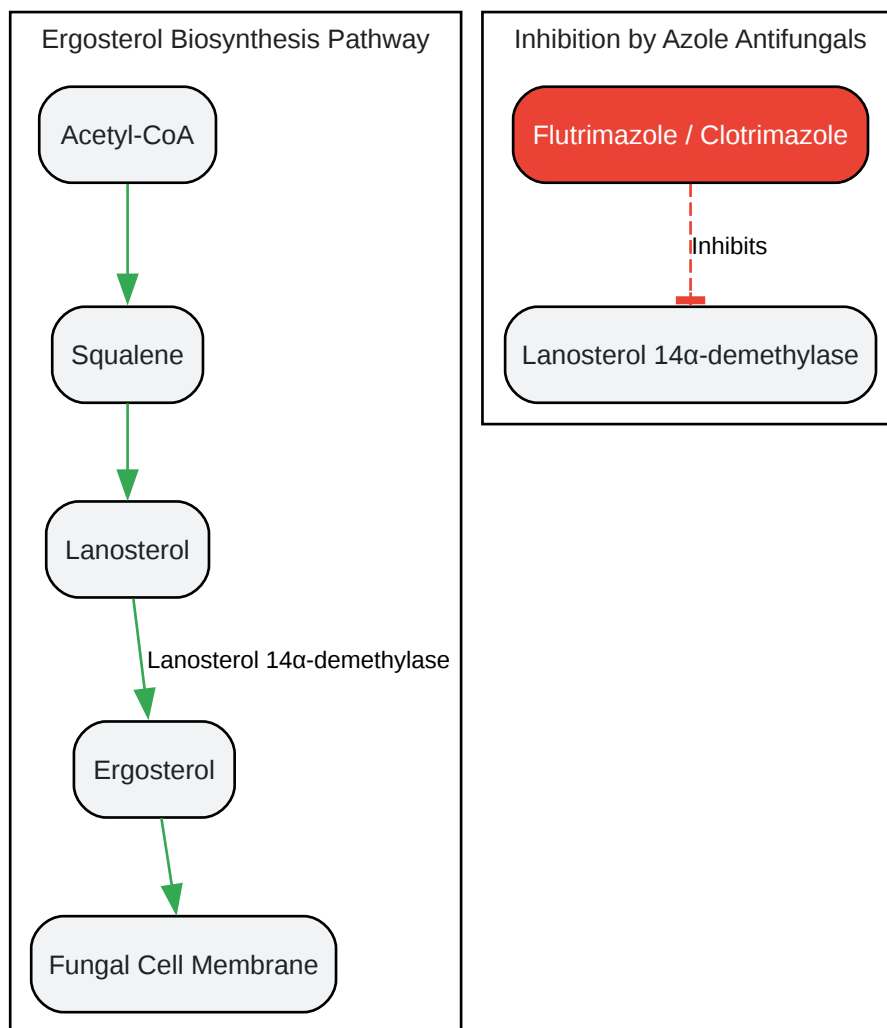 Ergosterol Biosynthesis Pathway
Acetyl-CoA
Squalene
Lanosterol
Lanosterol 14α-demethylase
Ergosterol
Fungal Cell Membrane
Inhibition by Azole Antifungals
Flutrimazole / Clotrimazole
Inhibits
Lanosterol 14α-demethylase